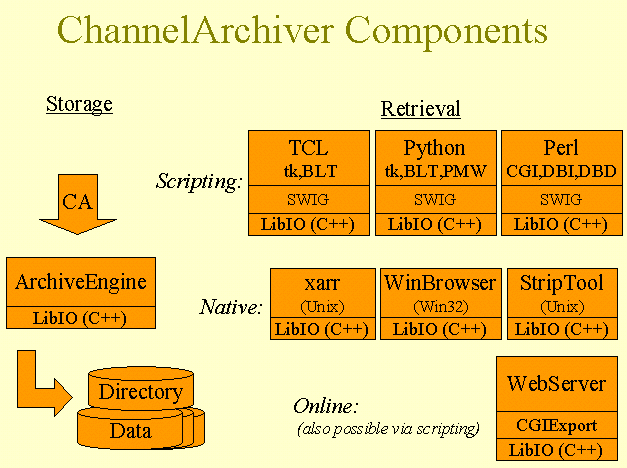 ChannelArchiver Components
Storage
CA
ArchiveEngine
LibIO (C++)
Directory
Data
Retrieval
Scripting:
TCL
tk,BLT
SWIG
LibIO (C++)
Python
tk,BLT,PMW
SWIG
LibIO (C++)
Perl
CGI,DBI,DBD
SWIG
LibIO (C++)
Native:
xarr
(Unix)
LibIO (C++)
WinBrowser
(Win32)
LibIO (C++)
StripTool
(Unix)
LibIO (C++)
Online:
(also possible via scripting)
WebServer
CGIExport
LibIO (C++)